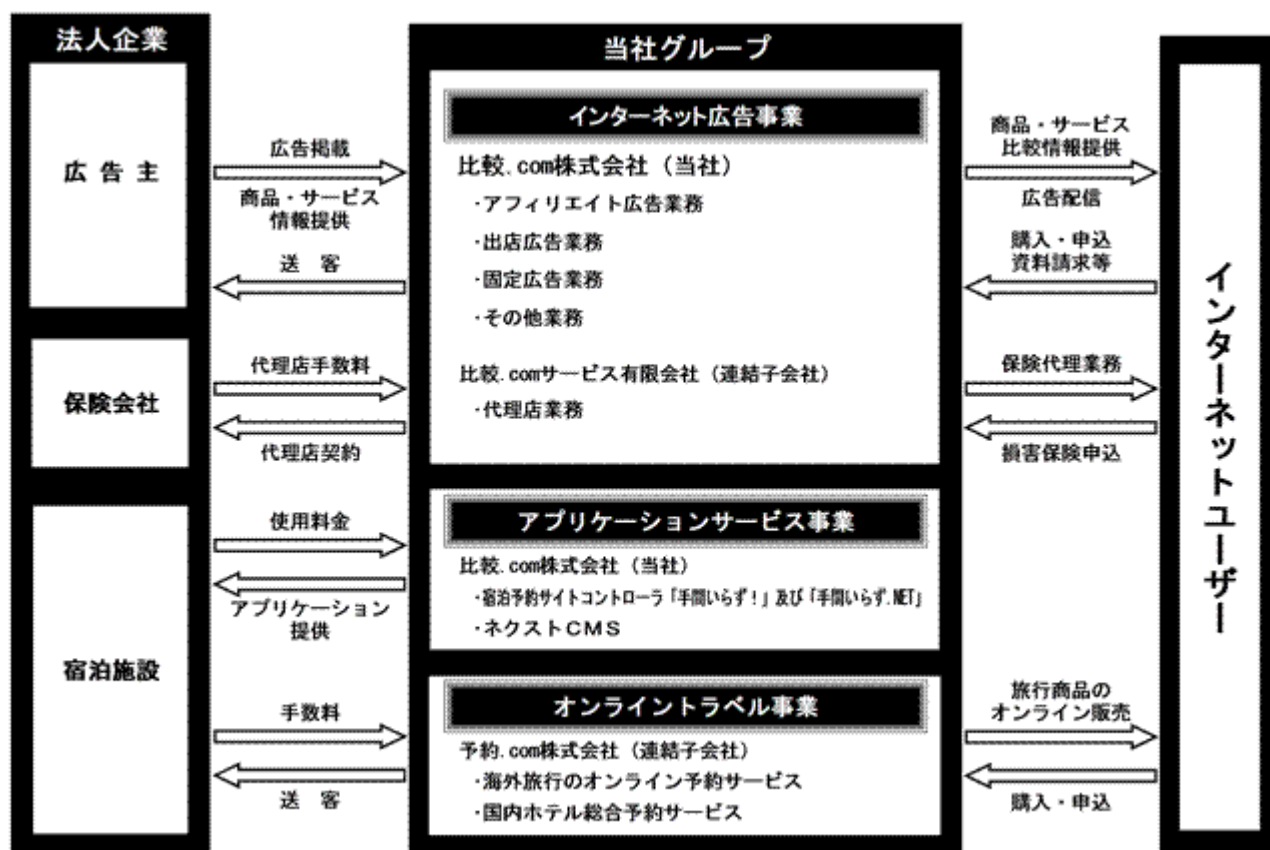 法人企業
広告主
保険会社
宿泊施設
広告掲載
商品・サービス
情報提供
送 客
代理店手数料
代理店契約
使用料金
アプリケーション
提供
手数料
送 客
当社グループ
インターネット広告事業
比較.com株式会社（当社）
・アフィリエイト広告業務
・出店広告業務
・固定広告業務
・その他業務
比較.comサービス有限会社（連結子会社）
・代理店業務
アプリケーションサービス事業
比較.com株式会社（当社）
・宿泊予約サイトコントローラ「手間いらず！」及び「手間いらず.NET」
・ネクストCMS
オンライントラベル事業
予約.com株式会社（連結子会社）
・海外旅行のオンライン予約サービス
・国内ホテル総合予約サービス
商品・サービス
比較情報提供
広告配信
購入・申込
資料請求等
保険代理業務
損害保険申込
旅行商品の
オンライン販売
購入・申込
インターネットユーザー